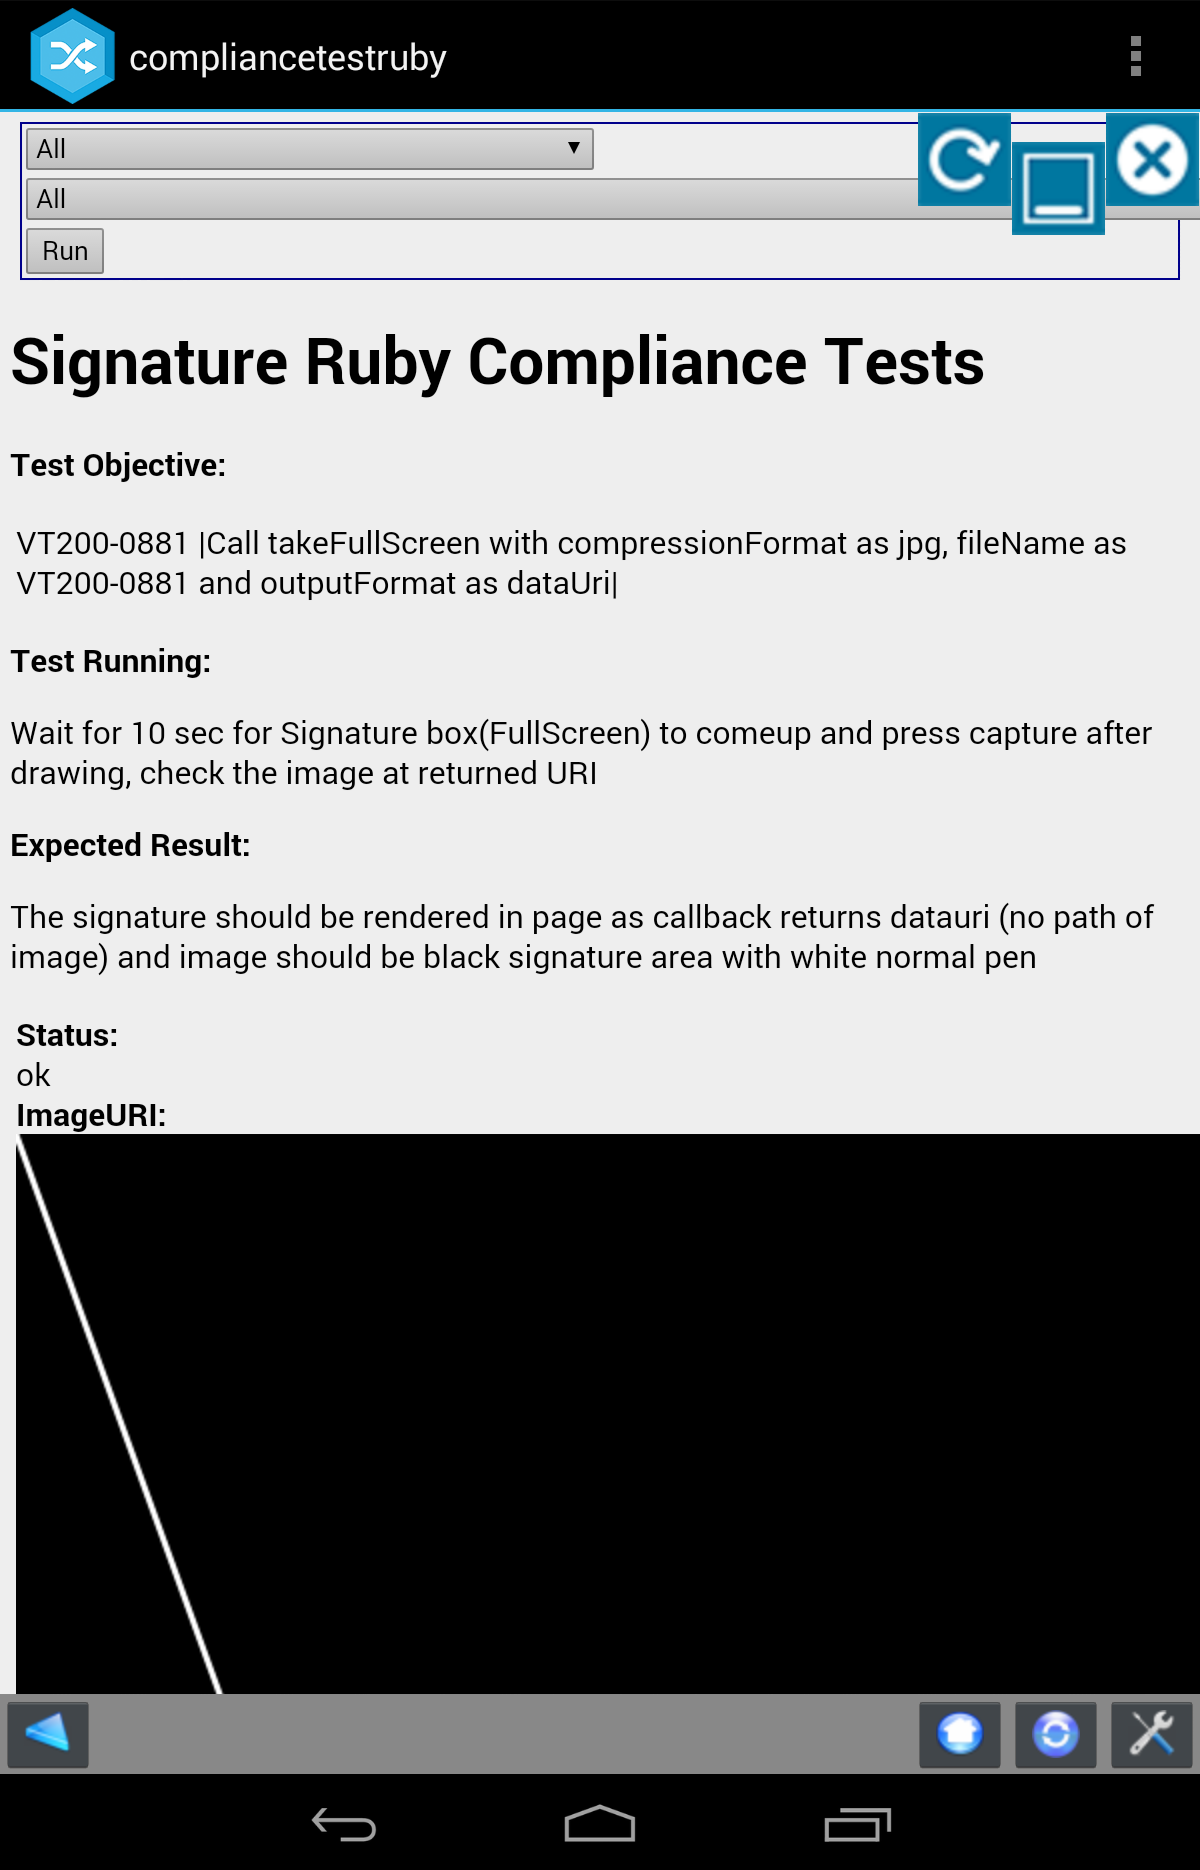 compliancetestruby
All
All
Run
Signature Ruby Compliance Tests
Test Objective:
VT200-0881 |Call takeFullScreen with compressionFormat as jpg, fileName as
VT200-0881 and outputFormat as dataUri|
Test Running:
Wait for 10 sec for Signature box(FullScreen) to comeup and press capture after
drawing, check the image at returned URI
Expected Result:
The signature should be rendered in page as callback returns datauri (no path of
image) and image should be black signature area with white normal pen
Status:
ok
ImageURI: